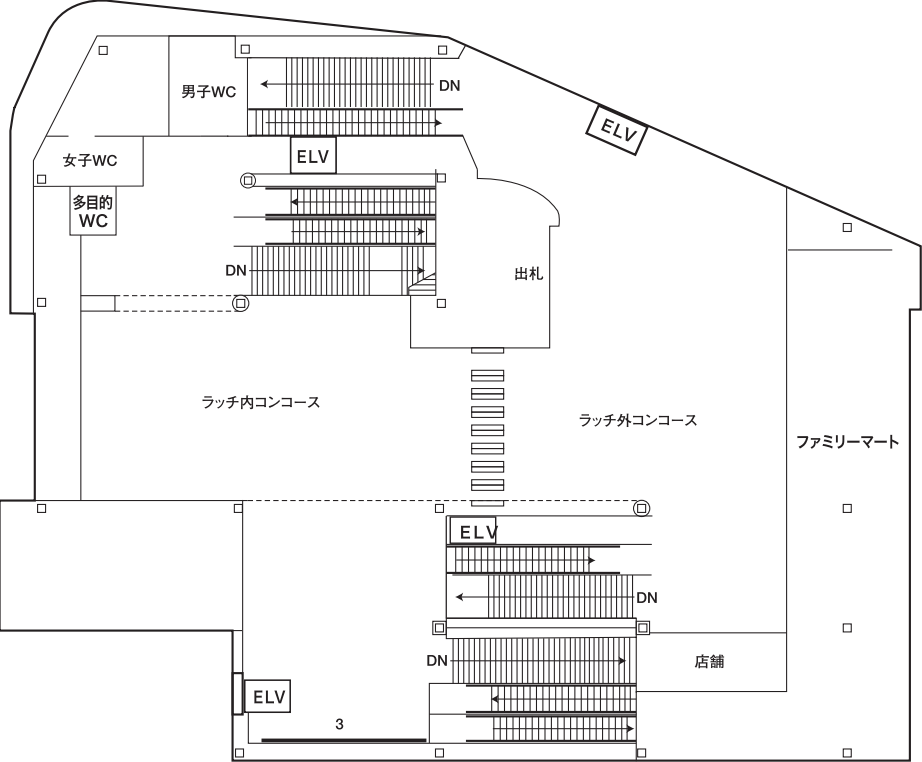 男子WC
DN
ELV
ELV
女子WC
多目的
WC
DN
出札
ラッチ内コンコース
ラッチ外コンコース
ファミリーマート
ELV
DN
DN
店舗
ELV
3